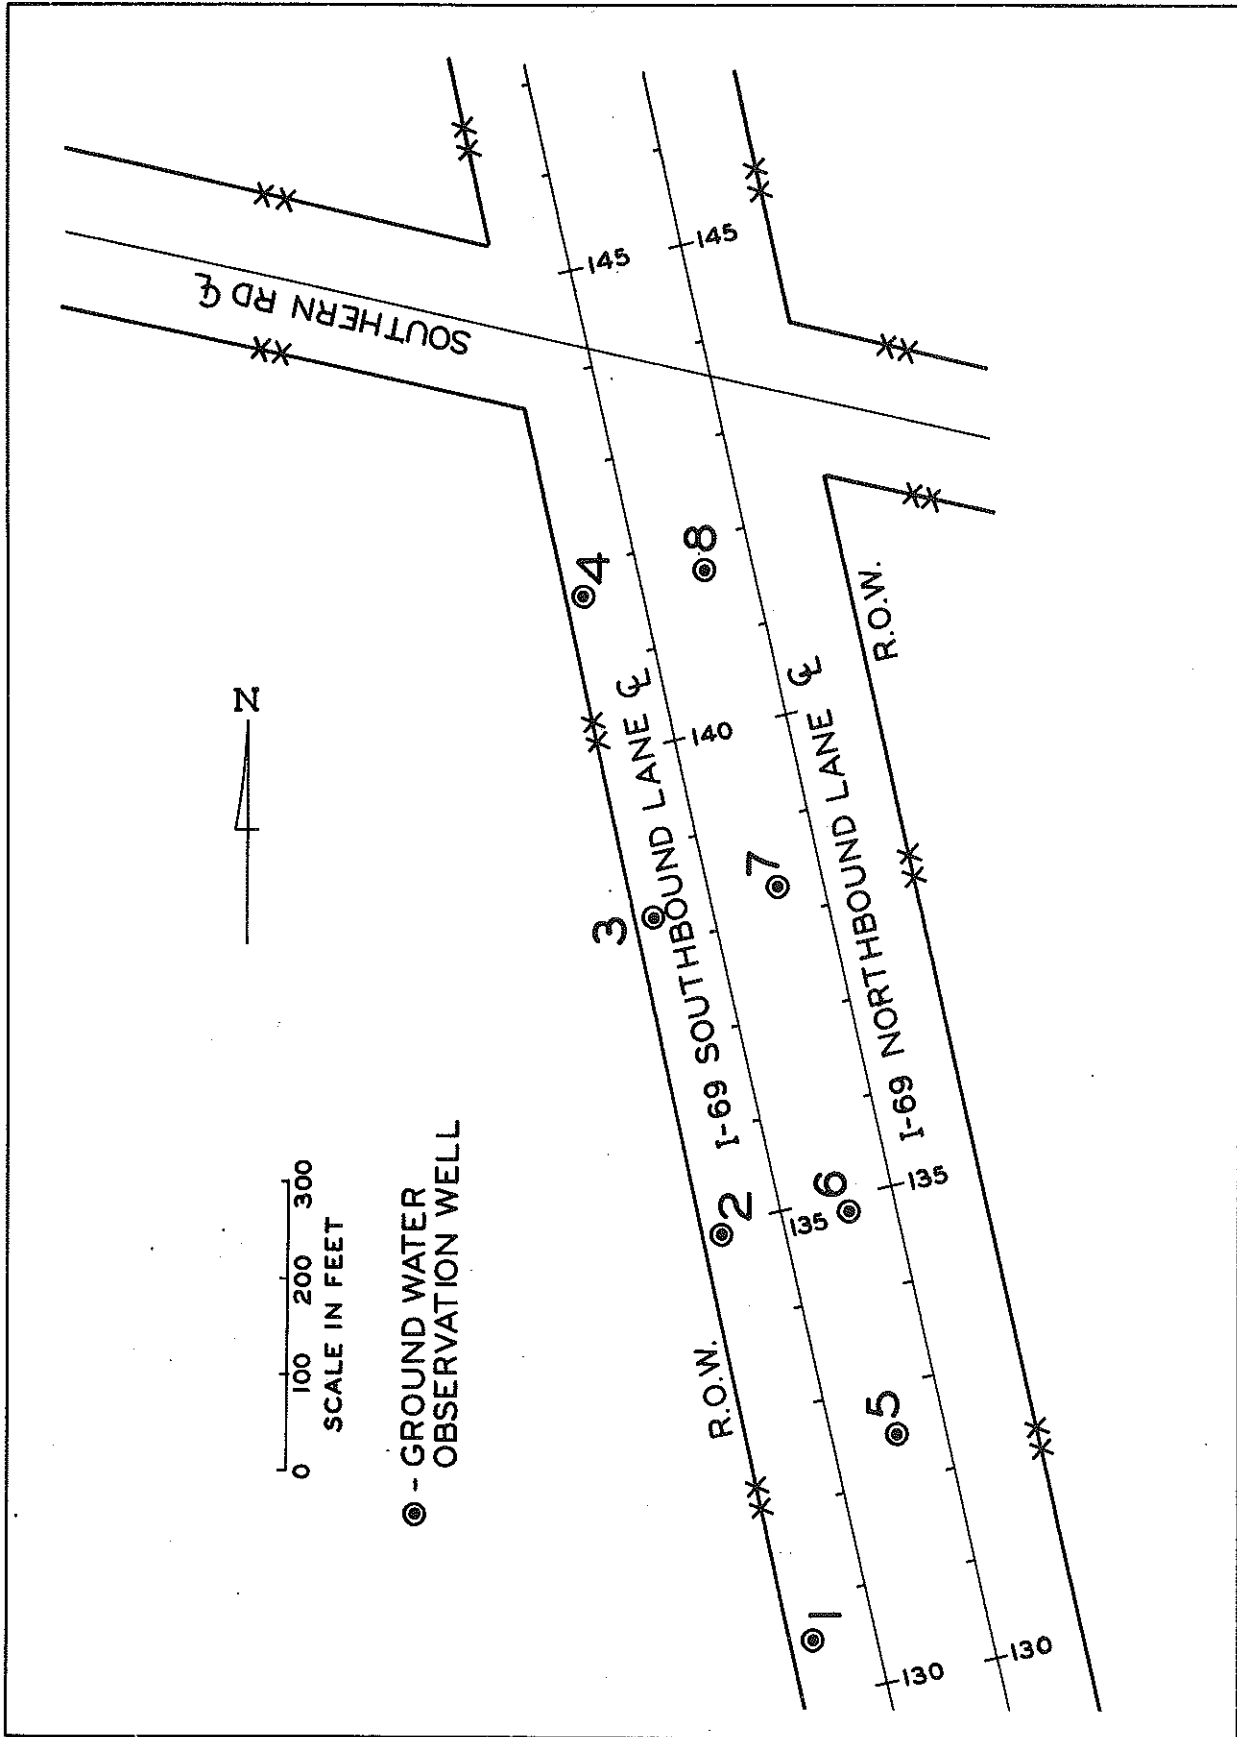 SOUTHERN RD ℄
145
145
4
8
N
I-69 SOUTHBOUND LANE ℄
140
I-69 NORTHBOUND LANE ℄
R.O.W.
3
7
0 100 200 300
SCALE IN FEET
- GROUND WATER
OBSERVATION WELL
2
6
135
135
R.O.W.
5
1
130
130